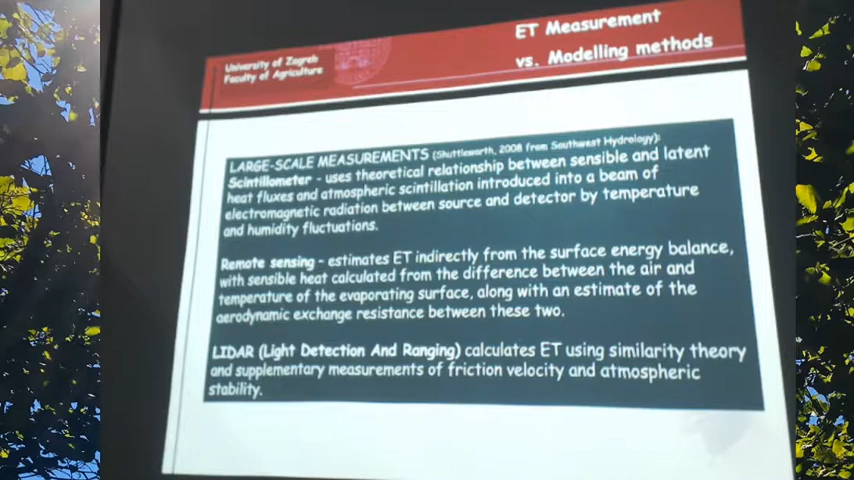 University of Zagreb
Faculty of Agriculture
ET Measurement
vs. Modelling methods
LARGE-SCALE MEASUREMENTS (Shuttleworth, 2008 from Southwest Hydrology):
Scintillometer - uses theoretical relationship between sensible and latent
heat fluxes and atmospheric scintillation introduced into a beam of
electromagnetic radiation between source and detector by temperature
and humidity fluctuations.
Remote sensing - estimates ET indirectly from the surface energy balance,
with sensible heat calculated from the difference between the air and
temperature of the evaporating surface, along with an estimate of the
aerodynamic exchange resistance between these two.
LIDAR (Light Detection And Ranging) calculates ET using similarity theory
and supplementary measurements of friction velocity and atmospheric
stability.